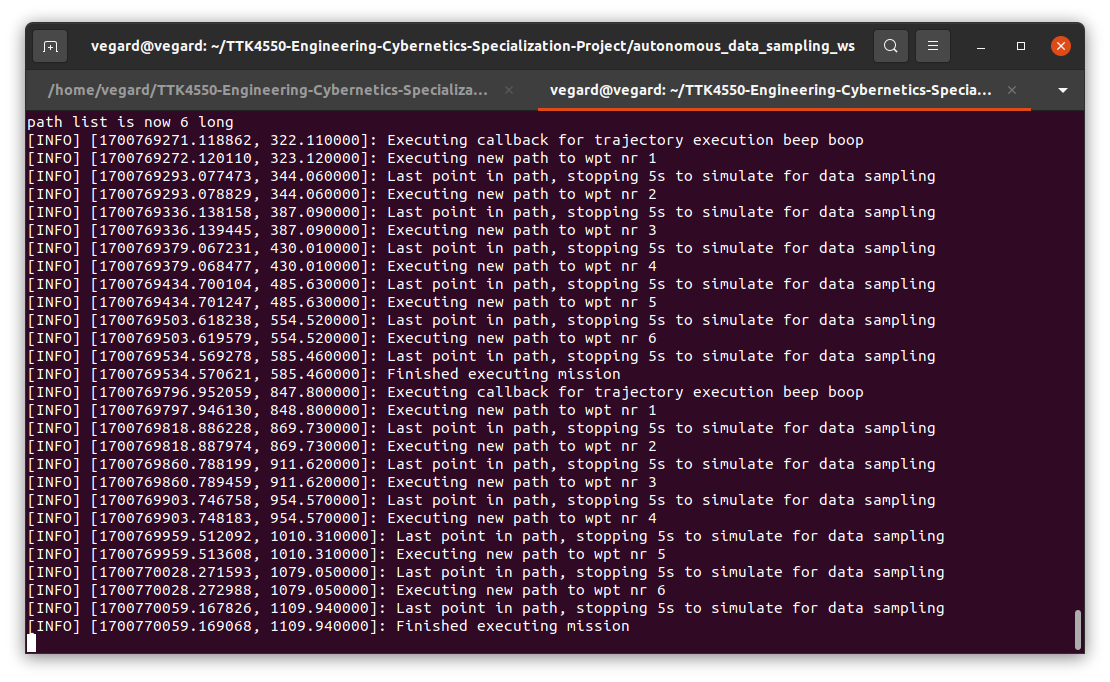 vegard@vegard: ~/TTK4550-Engineering-Cybernetics-Specialization-Project/autonomous_data_sampling_ws
/home/vegard/TTK4550-Engineering-Cybernetics-Specializa...
vegard@vegard: ~/TTK4550-Engineering-Cybernetics-Specia...
path list is now 6 long
[INFO] [1700769271.118862, 322.110000]: Executing callback for trajectory execution beep boop
[INFO] [1700769272.120110, 323.120000]: Executing new path to wpt nr 1
[INFO] [1700769293.077473, 344.060000]: Last point in path, stopping 5s to simulate for data sampling
[INFO] [1700769293.078829, 344.060000]: Executing new path to wpt nr 2
[INFO] [1700769336.138158, 387.090000]: Last point in path, stopping 5s to simulate for data sampling
[INFO] [1700769336.139445, 387.090000]: Executing new path to wpt nr 3
[INFO] [1700769379.067231, 430.010000]: Last point in path, stopping 5s to simulate for data sampling
[INFO] [1700769379.068477, 430.010000]: Executing new path to wpt nr 4
[INFO] [1700769434.700104, 485.630000]: Last point in path, stopping 5s to simulate for data sampling
[INFO] [1700769434.701247, 485.630000]: Executing new path to wpt nr 5
[INFO] [1700769503.618238, 554.520000]: Last point in path, stopping 5s to simulate for data sampling
[INFO] [1700769503.619579, 554.520000]: Executing new path to wpt nr 6
[INFO] [1700769534.569278, 585.460000]: Last point in path, stopping 5s to simulate for data sampling
[INFO] [1700769534.570621, 585.460000]: Finished executing mission
[INFO] [1700769796.952059, 847.800000]: Executing callback for trajectory execution beep boop
[INFO] [1700769797.946130, 848.800000]: Executing new path to wpt nr 1
[INFO] [1700769818.886228, 869.730000]: Last point in path, stopping 5s to simulate for data sampling
[INFO] [1700769818.887974, 869.730000]: Executing new path to wpt nr 2
[INFO] [1700769860.788199, 911.620000]: Last point in path, stopping 5s to simulate for data sampling
[INFO] [1700769860.789459, 911.620000]: Executing new path to wpt nr 3
[INFO] [1700769903.746758, 954.570000]: Last point in path, stopping 5s to simulate for data sampling
[INFO] [1700769903.748183, 954.570000]: Executing new path to wpt nr 4
[INFO] [1700769959.512092, 1010.310000]: Last point in path, stopping 5s to simulate for data sampling
[INFO] [1700769959.513608, 1010.310000]: Executing new path to wpt nr 5
[INFO] [1700770028.271593, 1079.050000]: Last point in path, stopping 5s to simulate for data sampling
[INFO] [1700770028.272988, 1079.050000]: Executing new path to wpt nr 6
[INFO] [1700770059.167826, 1109.940000]: Last point in path, stopping 5s to simulate for data sampling
[INFO] [1700770059.169068, 1109.940000]: Finished executing mission